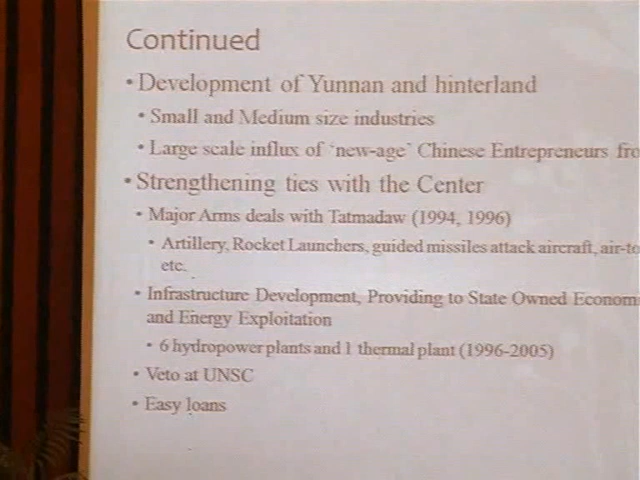 Continued
• Development of Yunnan and hinterland
• Small and Medium size industries
• Large scale influx of 'new-age' Chinese Entrepreneurs fro
• Strengthening ties with the Center
• Major Arms deals with Tatmadaw (1994, 1996)
• Artillery, Rocket Launchers, guided missiles attack aircraft, air-to
etc.
• Infrastructure Development, Providing to State Owned Econom
and Energy Exploitation
• 6 hydropower plants and 1 thermal plant (1996-2005)
• Veto at UNSC
• Easy loans